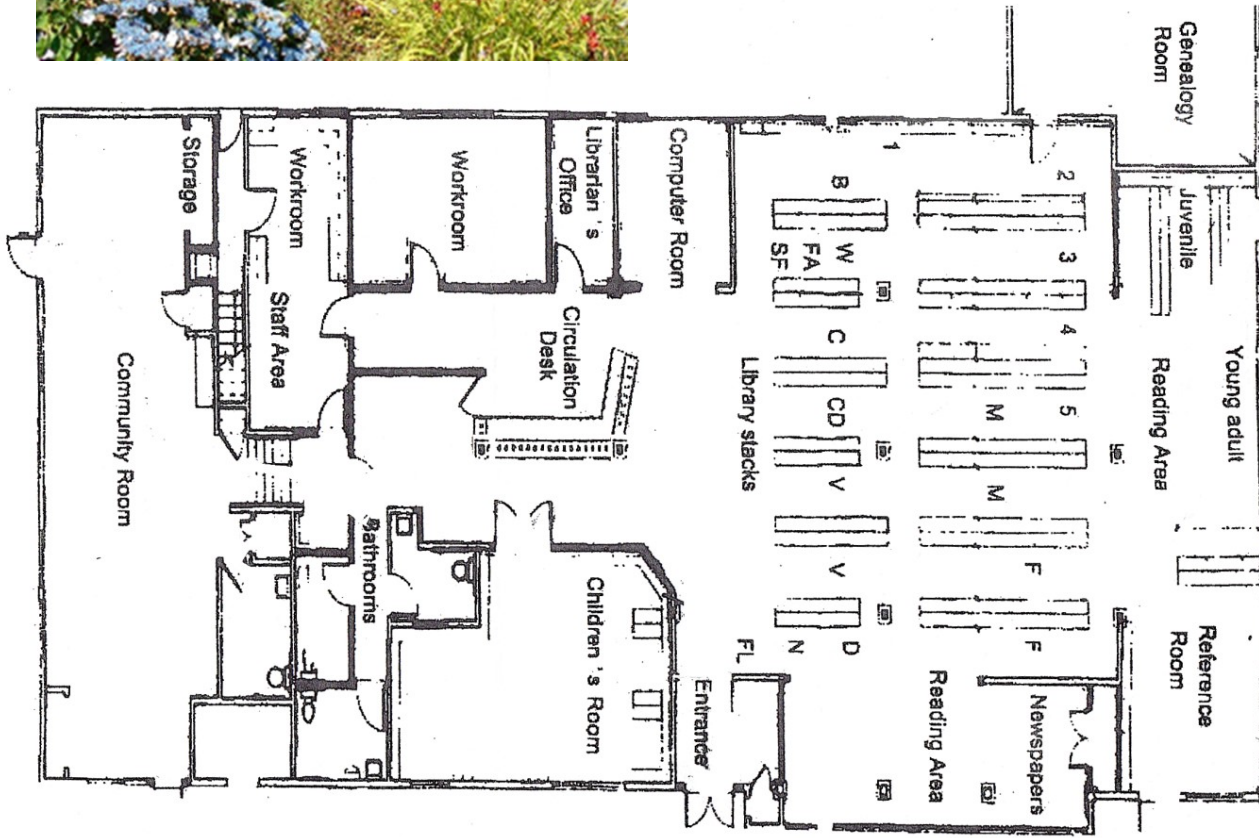 Genealogy
Room
Juvenile
Young adult
Reading Area
Reference
Room
1
2
3
4
5
M
M
F
F
B
W
FA
SF
C
CD
V
V
D
N
FL
Library stacks
Reading Area
Newspapers
Entrance
Computer Room
Librarian's
Office
Circulation
Desk
Children's Room
Workroom
Workroom
Staff Area
Bathrooms
Storage
Community Room